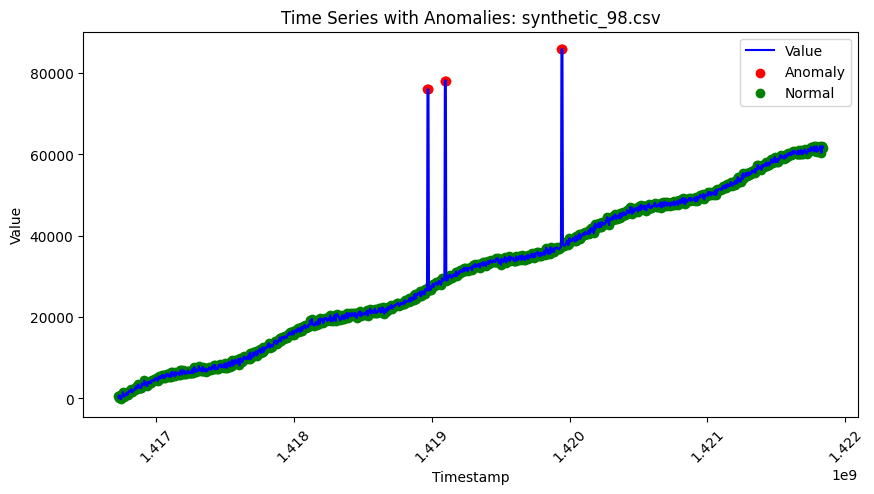 Time Series with Anomalies: synthetic_98.csv
Value
Anomaly
Normal
80000
60000
40000
20000
0
Value
1.417
1.418
1.419
1.420
1.421
1.422
1e9
Timestamp